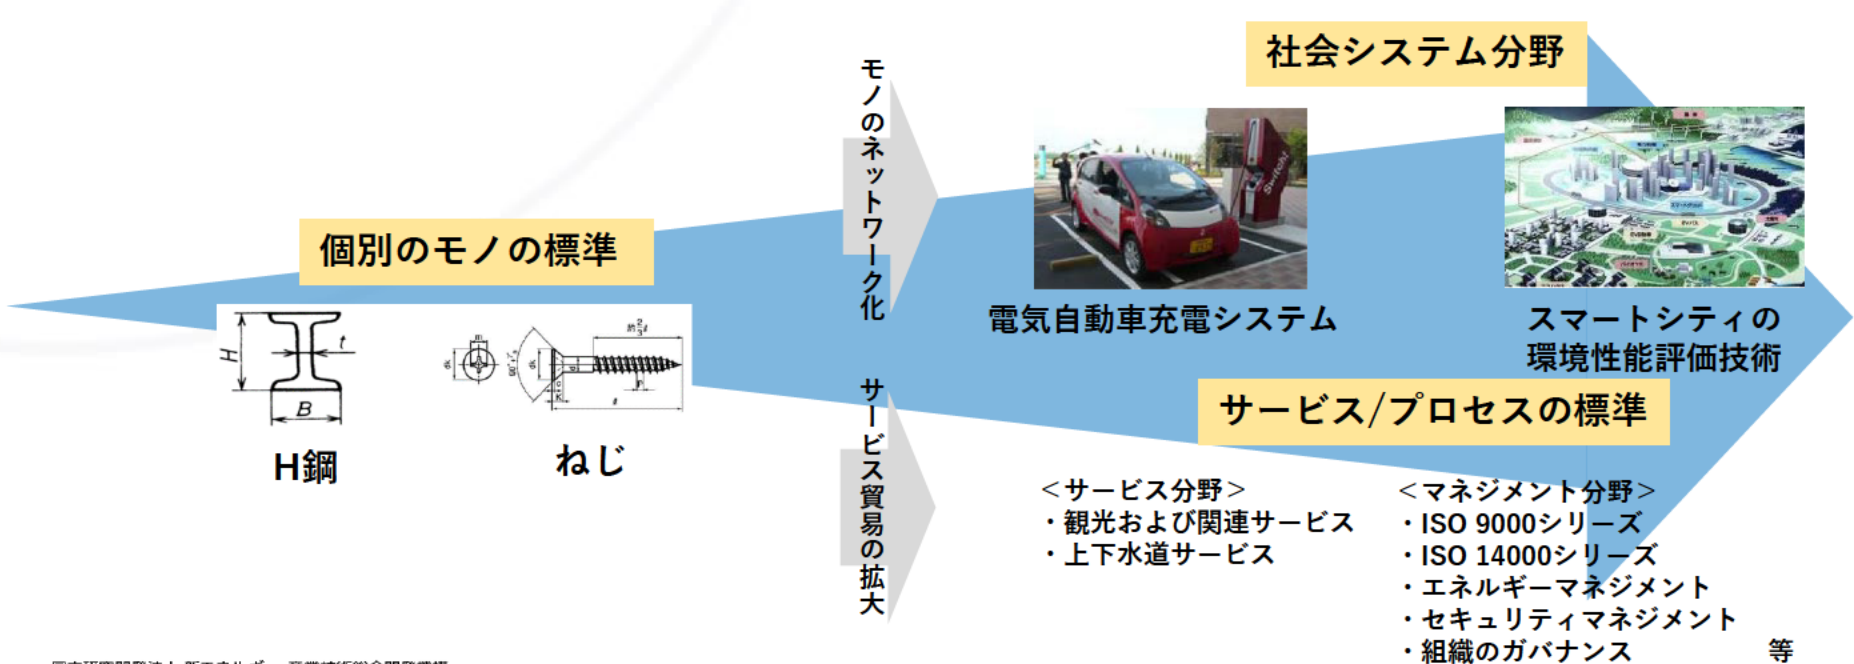 社会システム分野
モノのネットワーク化
個別のモノの標準
H
t
B
H鋼
dk
m
90°
dk
d
c
K
P
約2/3 ℓ
ℓ
ねじ
Switch!
電気自動車充電システム
スマートシティの
環境性能評価技術
サービス貿易の拡大
サービス/プロセスの標準
<サービス分野>
・観光および関連サービス
・上下水道サービス
<マネジメント分野>
・ISO 9000シリーズ
・ISO 14000シリーズ
・エネルギーマネジメント
・セキュリティマネジメント
・組織のガバナンス 等